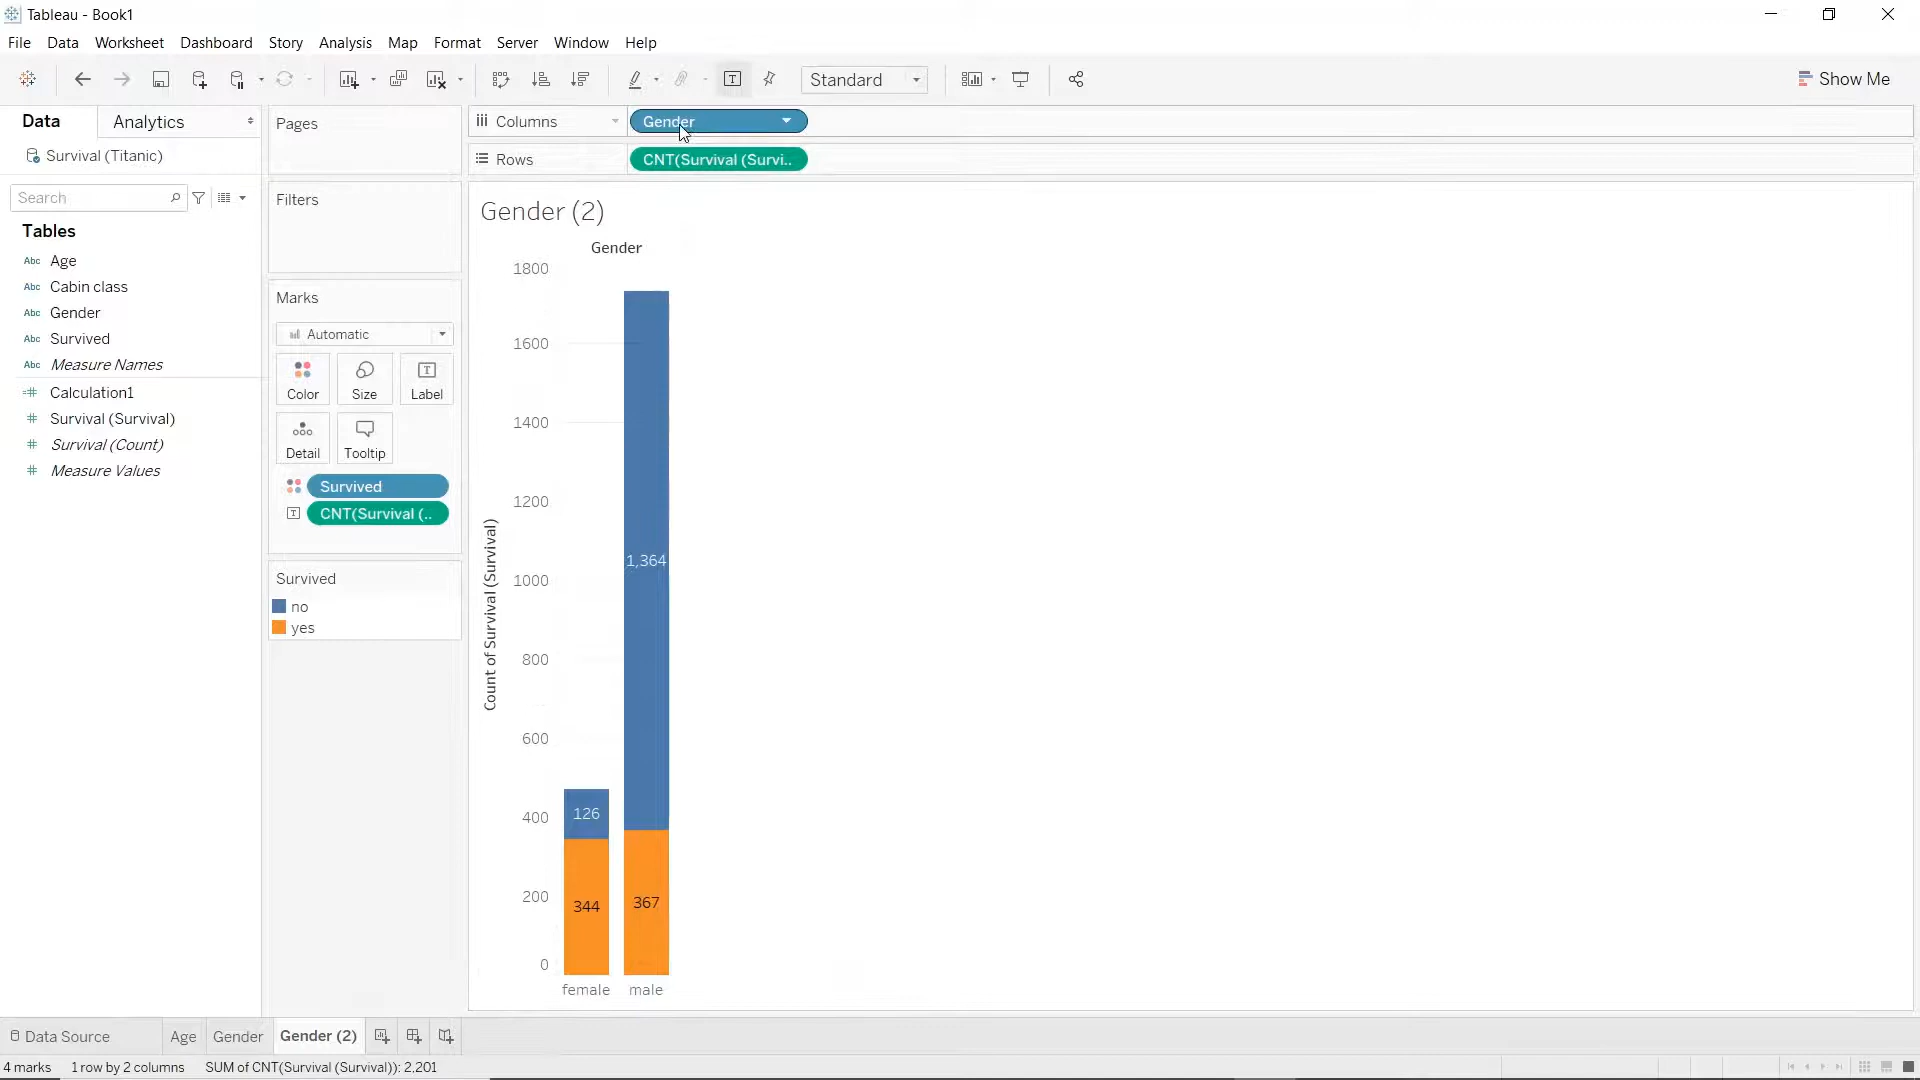 Tableau - Book1
File Data Worksheet Dashboard Story Analysis Map Format Server Window Help
Standard
Show Me
Data Analytics
Survival (Titanic)
Search
Tables
Abc Age
Abc Cabin class
Abc Gender
Abc Survived
Abc Measure Names
Calculation1
Survival (Survival)
Survival (Count)
Measure Values
Pages
Filters
Marks
Automatic
Color Size Label
Detail Tooltip
Survived
CNT(Survival (..
Survived
no
yes
Columns Gender
Rows CNT(Survival (Survi..
Gender (2)
Gender
1800
1600
1400
1200
1000
800
600
400
200
0
Count of Survival (Survival)
1,364
126
344
367
female male
Data Source Age Gender Gender (2)
4 marks 1 row by 2 columns SUM of CNT(Survival (Survival)): 2,201